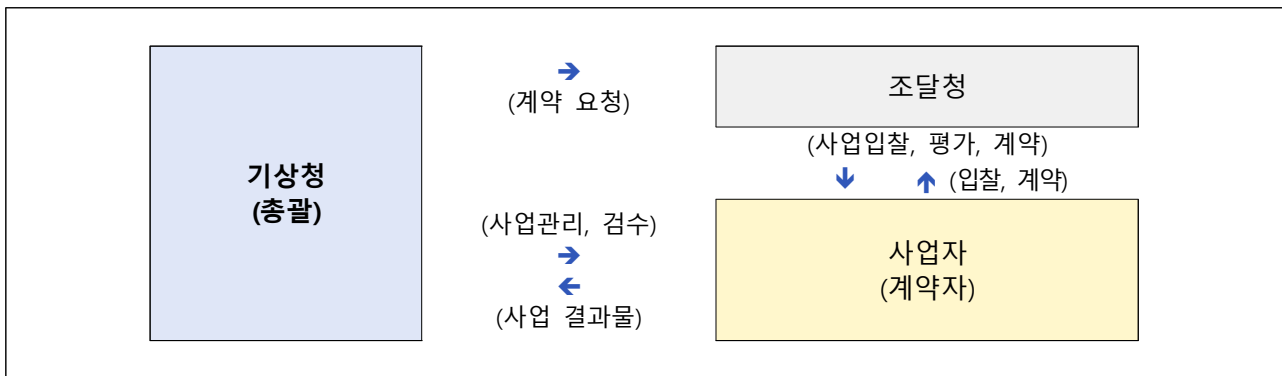 기상청
(총괄)
➔
(계약 요청)
조달청
(사업입찰, 평가, 계약)
(입찰, 계약)
(사업관리, 검수)
(사업 결과물)
사업자
(계약자)